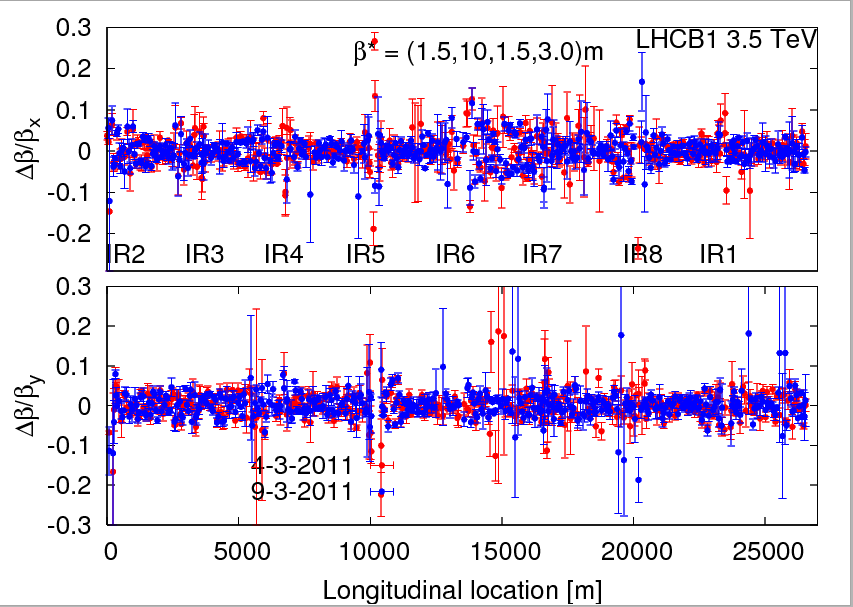 0.3
LHCB1 3.5 TeV
β* = (1.5,10,1.5,3.0)m
0.2
0.1
0
-0.1
-0.2
Δβ/βx
IR2 IR3 IR4 IR5 IR6 IR7 IR8 IR1
0.3
0.2
0.1
0
-0.1
-0.2
-0.3
Δβ/βy
4-3-2011
9-3-2011
0 5000 10000 15000 20000 25000
Longitudinal location [m]